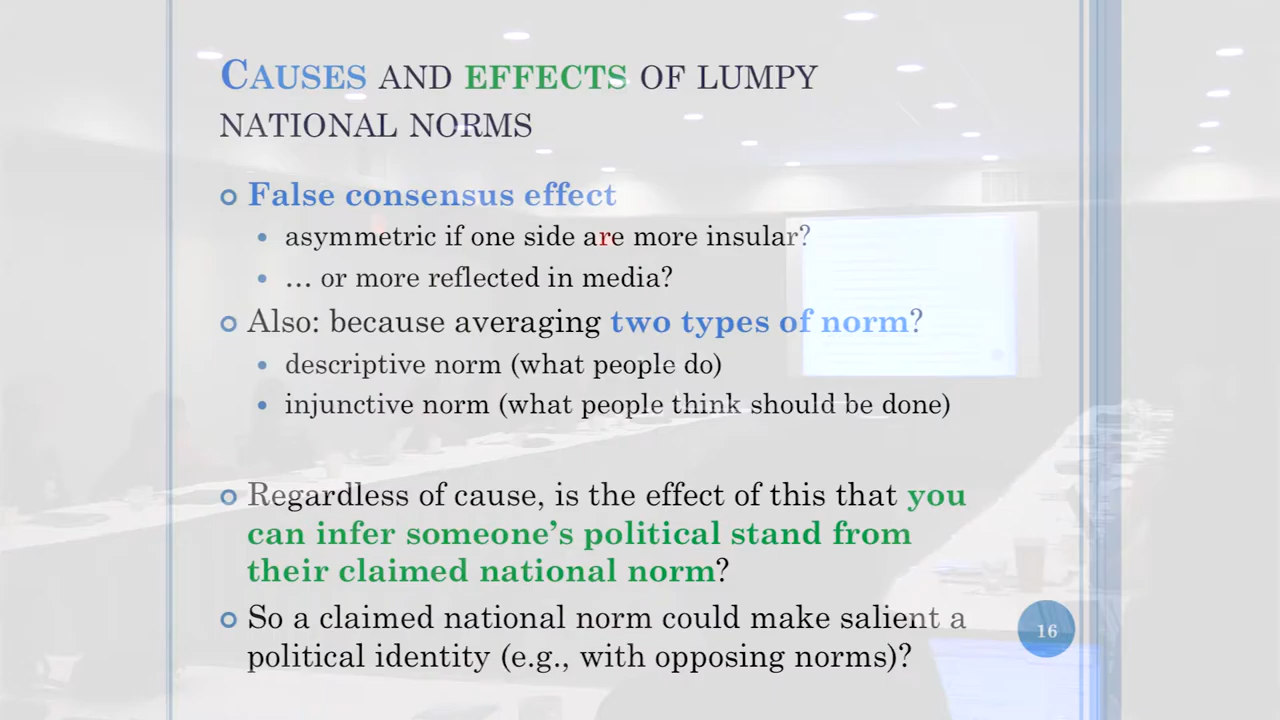 CAUSES AND EFFECTS OF LUMPY
NATIONAL NORMS
False consensus effect
asymmetric if one side are more insular?
… or more reflected in media?
Also: because averaging two types of norm?
descriptive norm (what people do)
injunctive norm (what people think should be done)
Regardless of cause, is the effect of this that you
can infer someone's political stand from
their claimed national norm?
So a claimed national norm could make salient a
political identity (e.g., with opposing norms)?
16